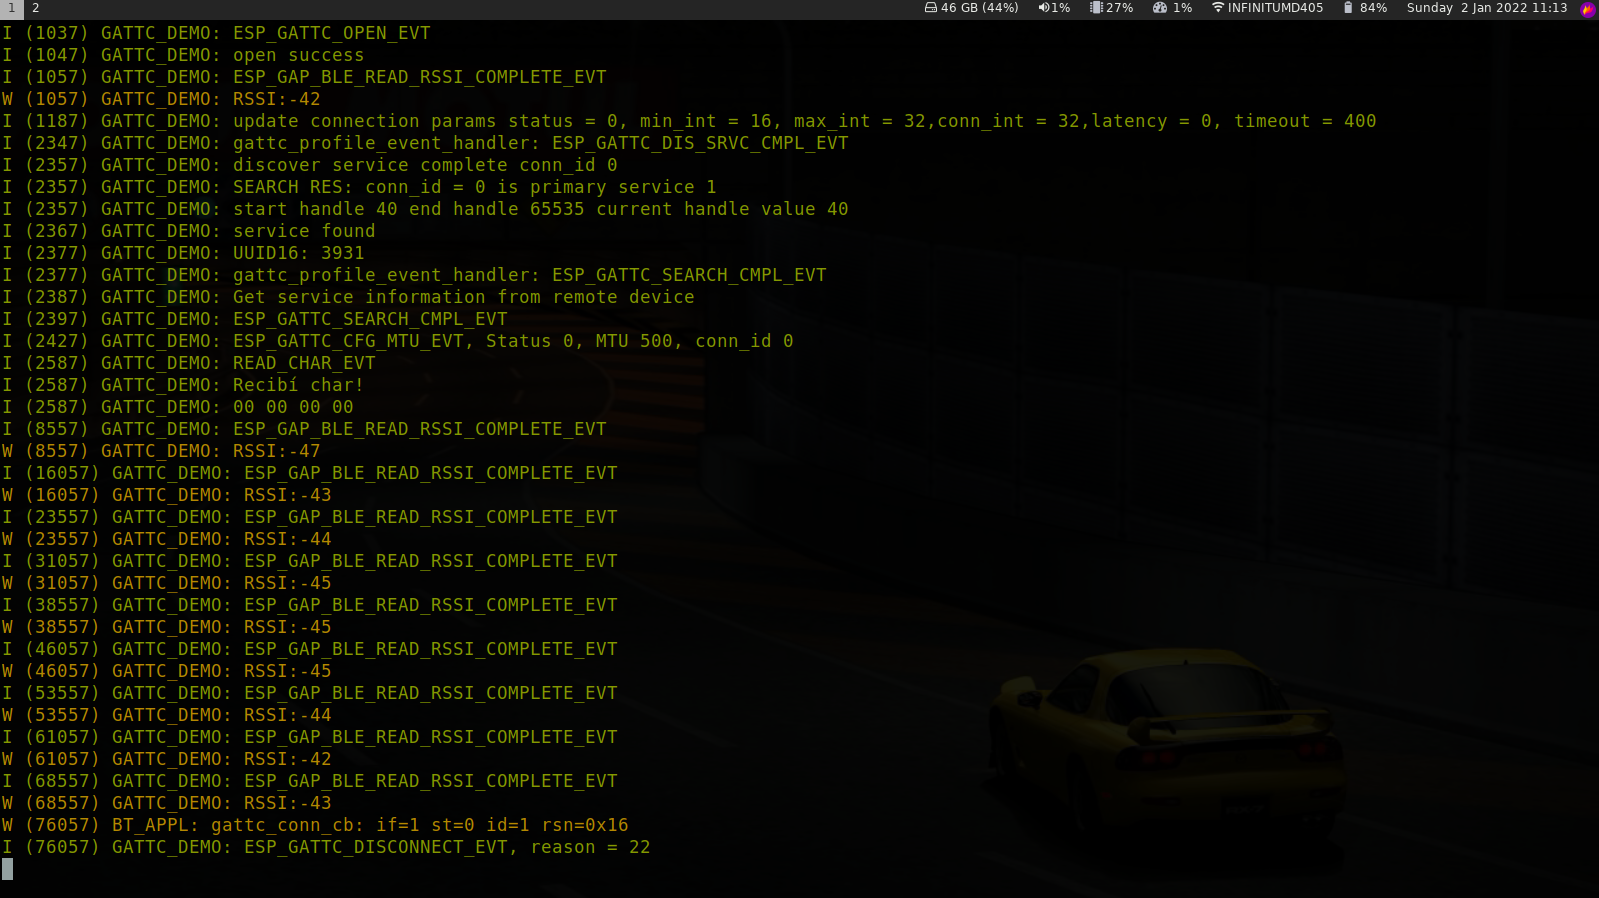 1 2 46 GB (44%) 1% 27% 1% INFINITUMD405 84% Sunday 2 Jan 2022 11:13
I (1037) GATTC_DEMO: ESP_GATTC_OPEN_EVT
I (1047) GATTC_DEMO: open success
I (1057) GATTC_DEMO: ESP_GAP_BLE_READ_RSSI_COMPLETE_EVT
W (1057) GATTC_DEMO: RSSI:-42
I (1187) GATTC_DEMO: update connection params status = 0, min_int = 16, max_int = 32,conn_int = 32,latency = 0, timeout = 400
I (2347) GATTC_DEMO: gattc_profile_event_handler: ESP_GATTC_DIS_SRVC_CMPL_EVT
I (2357) GATTC_DEMO: discover service complete conn_id 0
I (2357) GATTC_DEMO: SEARCH RES: conn_id = 0 is primary service 1
I (2357) GATTC_DEMO: start handle 40 end handle 65535 current handle value 40
I (2367) GATTC_DEMO: service found
I (2377) GATTC_DEMO: UUID16: 3931
I (2377) GATTC_DEMO: gattc_profile_event_handler: ESP_GATTC_SEARCH_CMPL_EVT
I (2387) GATTC_DEMO: Get service information from remote device
I (2397) GATTC_DEMO: ESP_GATTC_SEARCH_CMPL_EVT
I (2427) GATTC_DEMO: ESP_GATTC_CFG_MTU_EVT, Status 0, MTU 500, conn_id 0
I (2587) GATTC_DEMO: READ_CHAR_EVT
I (2587) GATTC_DEMO: Recibí char!
I (2587) GATTC_DEMO: 00 00 00 00
I (8557) GATTC_DEMO: ESP_GAP_BLE_READ_RSSI_COMPLETE_EVT
W (8557) GATTC_DEMO: RSSI:-47
I (16057) GATTC_DEMO: ESP_GAP_BLE_READ_RSSI_COMPLETE_EVT
W (16057) GATTC_DEMO: RSSI:-43
I (23557) GATTC_DEMO: ESP_GAP_BLE_READ_RSSI_COMPLETE_EVT
W (23557) GATTC_DEMO: RSSI:-44
I (31057) GATTC_DEMO: ESP_GAP_BLE_READ_RSSI_COMPLETE_EVT
W (31057) GATTC_DEMO: RSSI:-45
I (38557) GATTC_DEMO: ESP_GAP_BLE_READ_RSSI_COMPLETE_EVT
W (38557) GATTC_DEMO: RSSI:-45
I (46057) GATTC_DEMO: ESP_GAP_BLE_READ_RSSI_COMPLETE_EVT
W (46057) GATTC_DEMO: RSSI:-45
I (53557) GATTC_DEMO: ESP_GAP_BLE_READ_RSSI_COMPLETE_EVT
W (53557) GATTC_DEMO: RSSI:-44
I (61057) GATTC_DEMO: ESP_GAP_BLE_READ_RSSI_COMPLETE_EVT
W (61057) GATTC_DEMO: RSSI:-42
I (68557) GATTC_DEMO: ESP_GAP_BLE_READ_RSSI_COMPLETE_EVT
W (68557) GATTC_DEMO: RSSI:-43
W (76057) BT_APPL: gattc_conn_cb: if=1 st=0 id=1 rsn=0x16
I (76057) GATTC_DEMO: ESP_GATTC_DISCONNECT_EVT, reason = 22